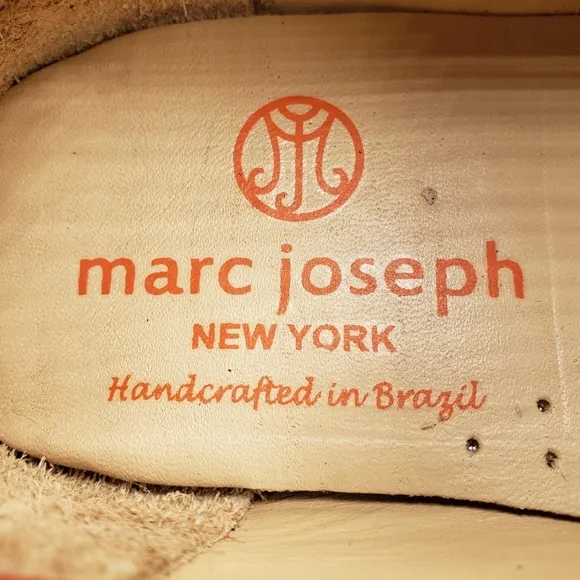 marc joseph
NEW YORK
Handcrafted in Brazil